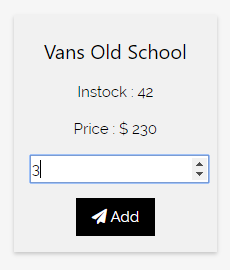 Vans Old School
Instock : 42
Price : $ 230
3
Add